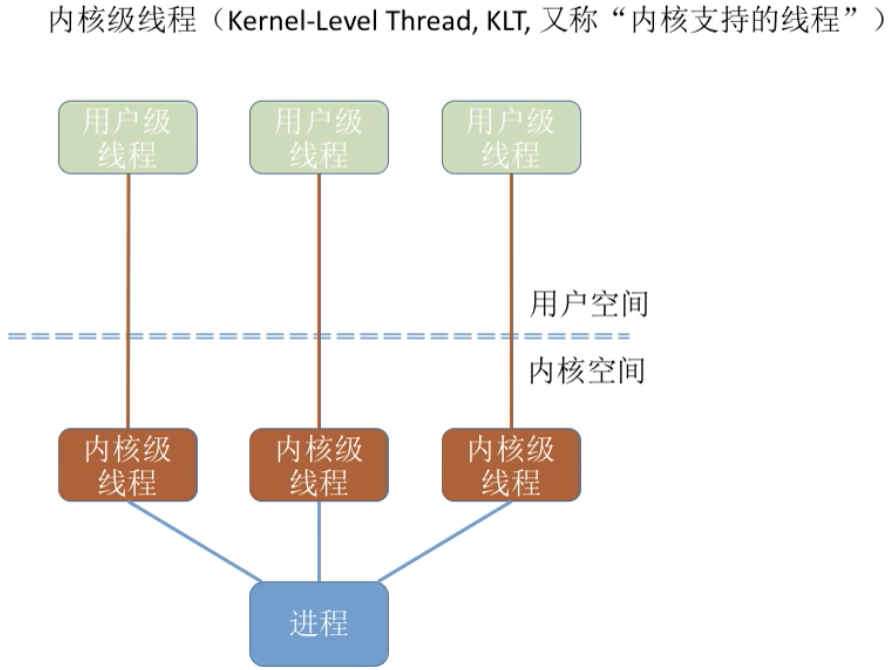 内核级线程（Kernel-Level Thread, KLT, 又称“内核支持的线程”）
用户级
线程
用户级
线程
用户级
线程
用户空间
内核空间
内核级
线程
内核级
线程
内核级
线程
进程